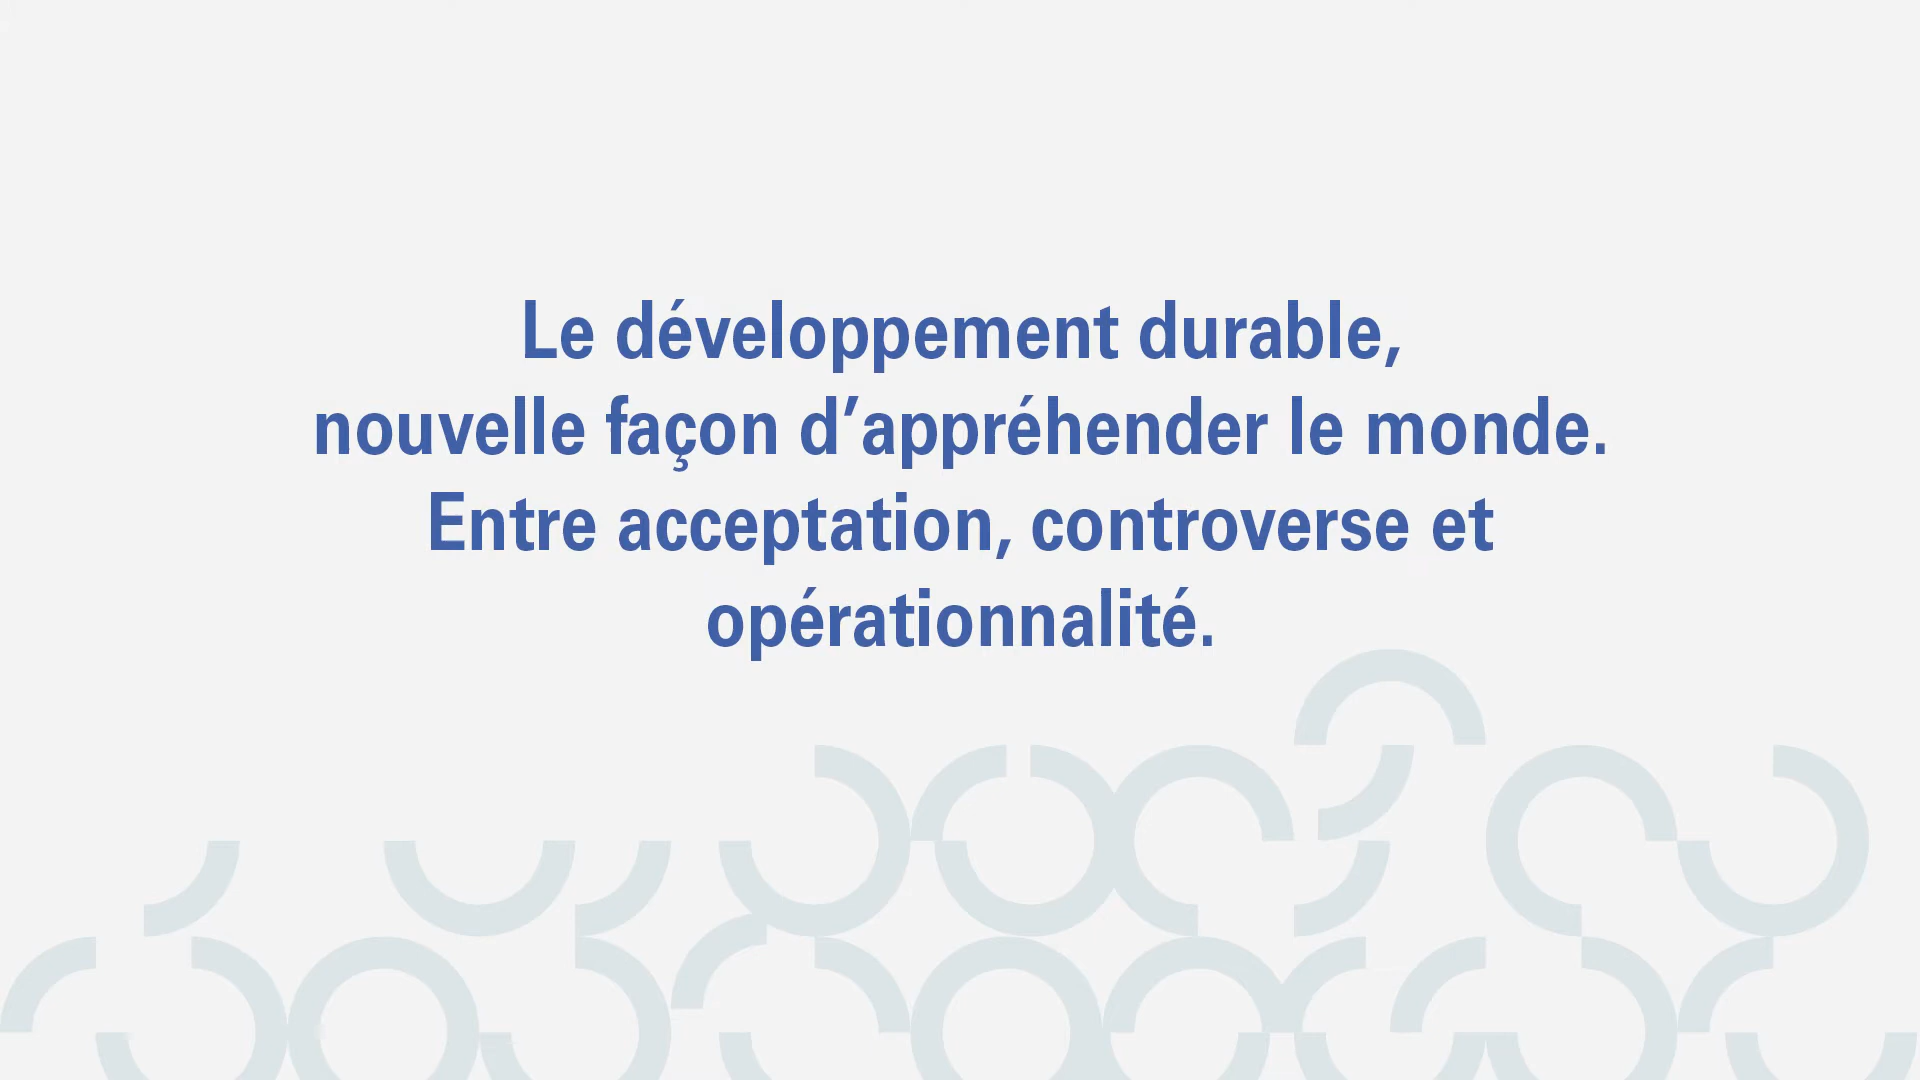 Le développement durable,
nouvelle façon d’appréhender le monde.
Entre acceptation, controverse et
opérationnalité.